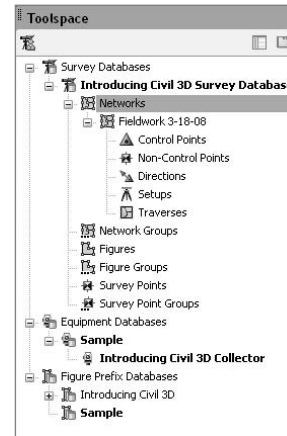 Toolspace
Survey Databases
Introducing Civil 3D Survey Databas
Networks
Fieldwork 3-18-08
Control Points
Non-Control Points
Directions
Setups
Traverses
Network Groups
Figures
Figure Groups
Survey Points
Survey Point Groups
Equipment Databases
Sample
Introducing Civil 3D Collector
Figure Prefix Databases
Introducing Civil 3D
Sample